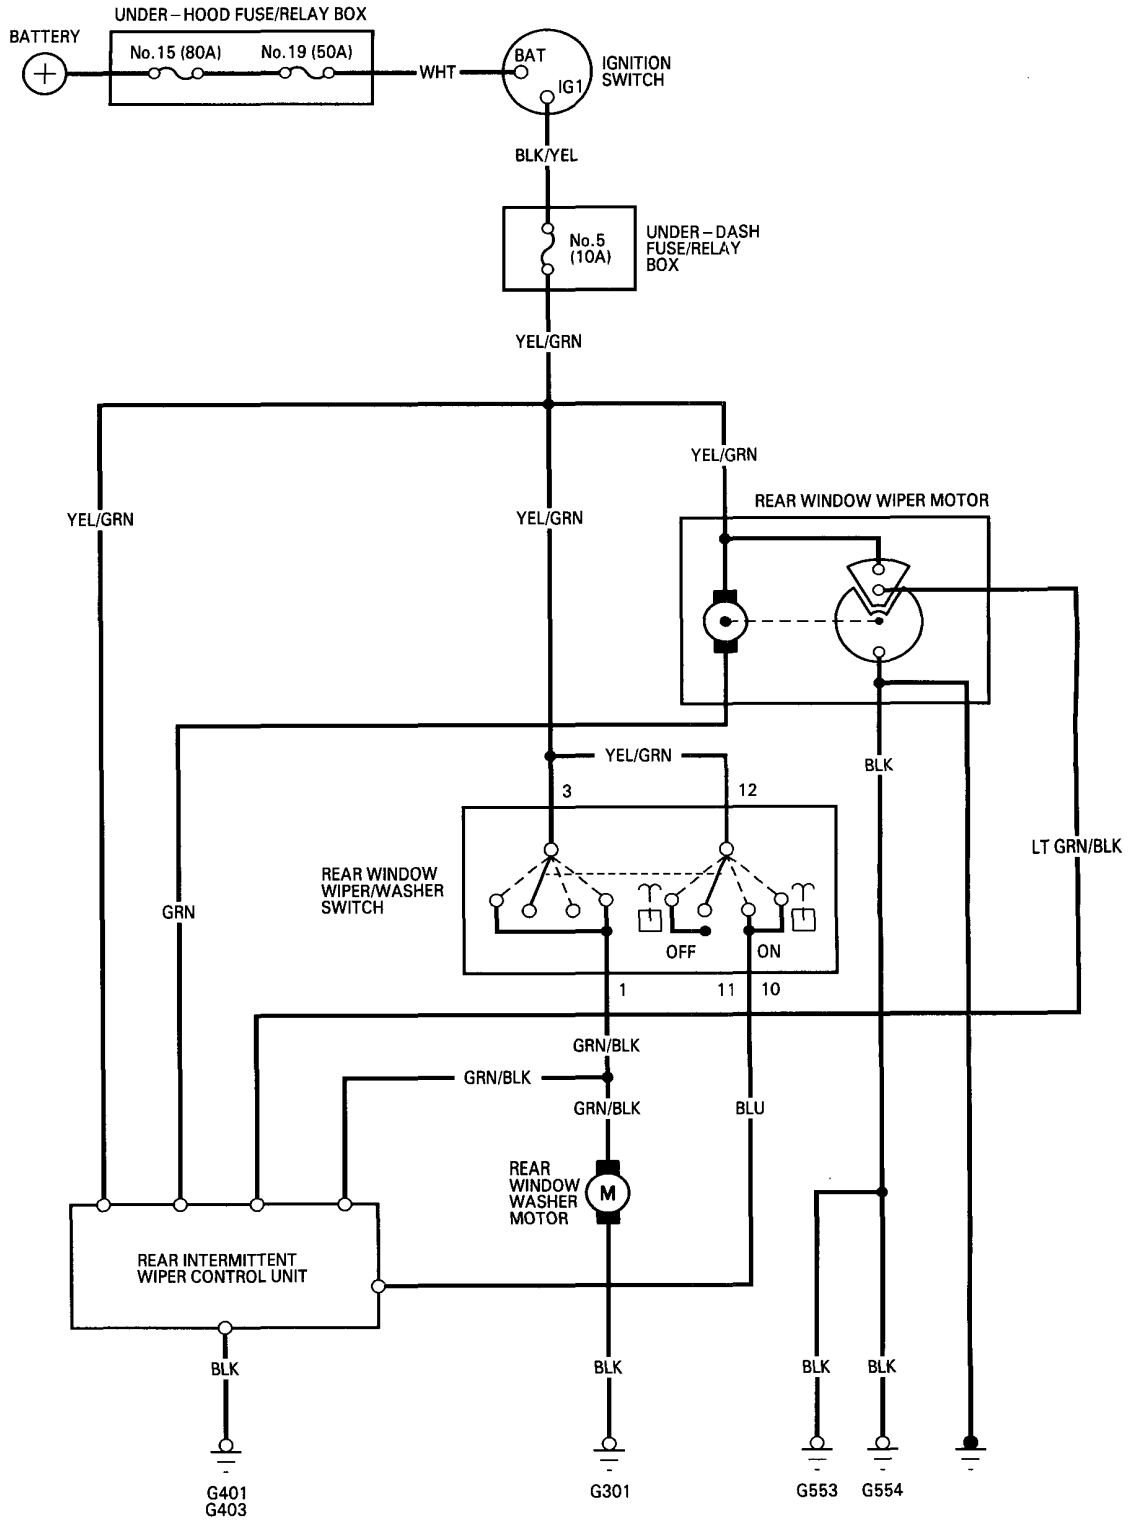 UNDER-HOOD FUSE/RELAY BOX
BATTERY
No.15 (80A)
No.19 (50A)
+
WHT
BAT
IG1
IGNITION
SWITCH
BLK/YEL
No.5
(10A)
UNDER-DASH
FUSE/RELAY
BOX
YEL/GRN
YEL/GRN
YEL/GRN
YEL/GRN
REAR WINDOW WIPER MOTOR
YEL/GRN
BLK
3
12
LT GRN/BLK
REAR WINDOW
WIPER/WASHER
SWITCH
GRN
OFF
ON
1
11
10
GRN/BLK
GRN/BLK
GRN/BLK
BLU
REAR
WINDOW
WASHER
MOTOR
M
REAR INTERMITTENT
WIPER CONTROL UNIT
BLK
BLK
BLK
BLK
G401
G403
G301
G553
G554